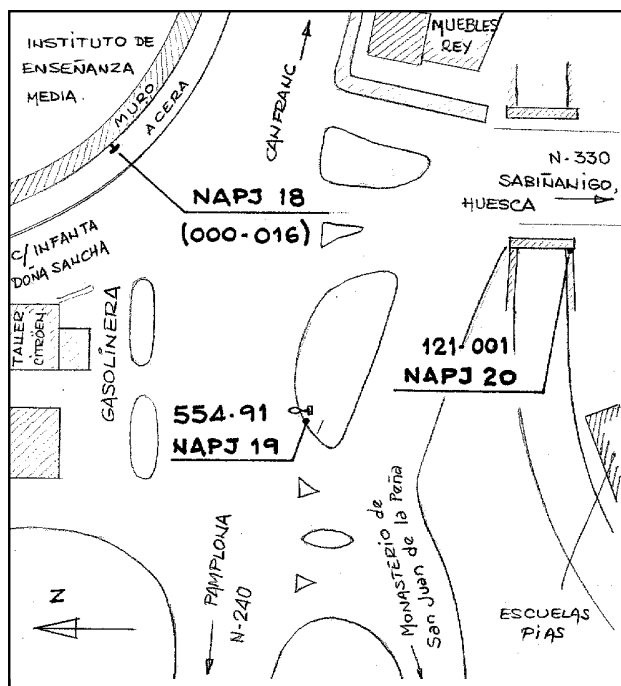 INSTITUTO DE
ENSEÑANZA
MEDIA.
MURO
ACERA
CANFRANC
MUEBLES
REY
N-330
SABIÑANIGO,
HUESCA
NAPJ 18
(000-016)
C/INFANTA
DOÑA SANCHA
TALLER
CITRÖEN.
GASOLINERA
121-001
NAPJ 20
554-91
NAPJ 19
PAMPLONA
N-240
MONASTERIO de
San Juan de la Peña
ESCUELAS
PIAS
N